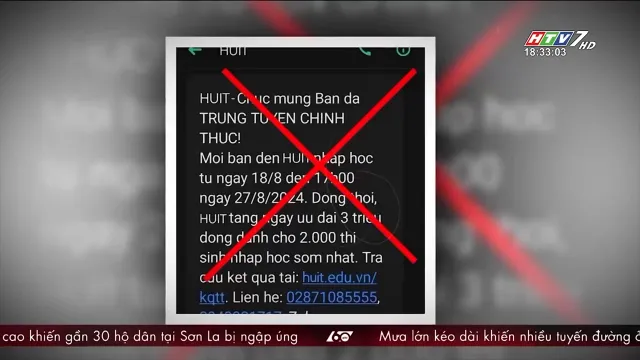 HTV7 HD
18:33:03
HUIT
HUIT-Chuc mung Ban da
TRUNG TUYEN CHINH
THUC!
Moi ban den HUIT nhap hoc
tu ngay 18/8 den 17h00
ngay 27/8/2024. Dong thoi,
HUIT tang ngay uu dai 3 trieu
dong danh cho 2.000 thi
sinh nhap hoc som nhat. Tra
cuu ket qua tai: huit.edu.vn/
kqtt. Lien he: 02871085555,
cao khiến gần 30 hộ dân tại Sơn La bị ngập úng
60
Mưa lớn kéo dài khiến nhiều tuyến đường